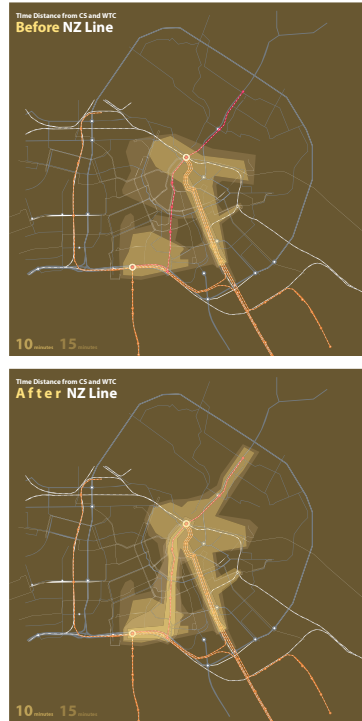 Time Distance from CS and WTC
Before NZ Line
10 minutes 15 minutes
Time Distance from CS and WTC
After NZ Line
10 minutes 15 minutes